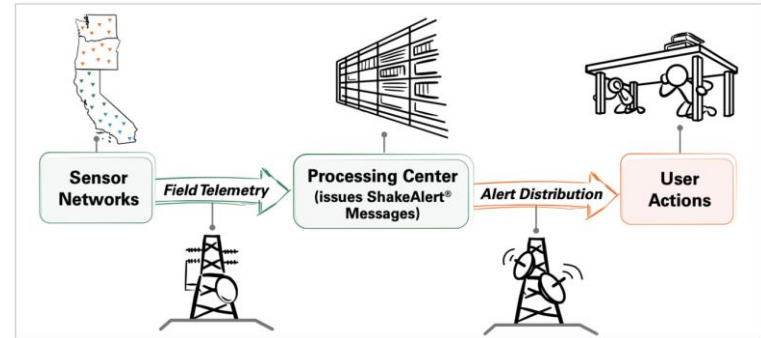 Sensor
Networks
Field Telemetry
Processing Center
(issues ShakeAlert®
Messages)
Alert Distribution
User
Actions